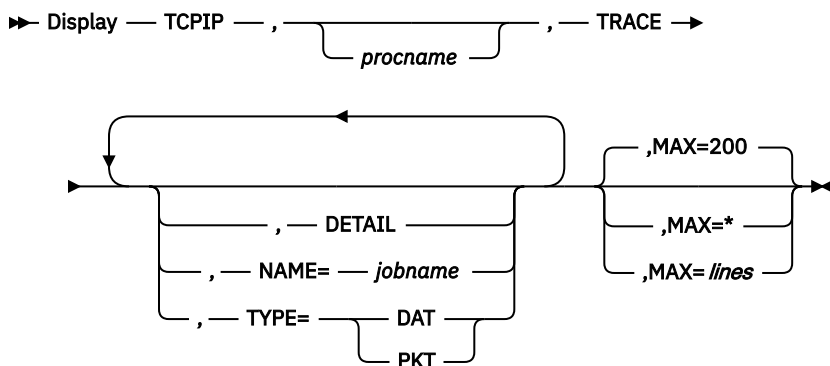 Display TCPIP , , TRACE
procname
,MAX=200
, DETAIL ,MAX=*
, NAME= jobname ,MAX= lines
, TYPE= DAT
PKT